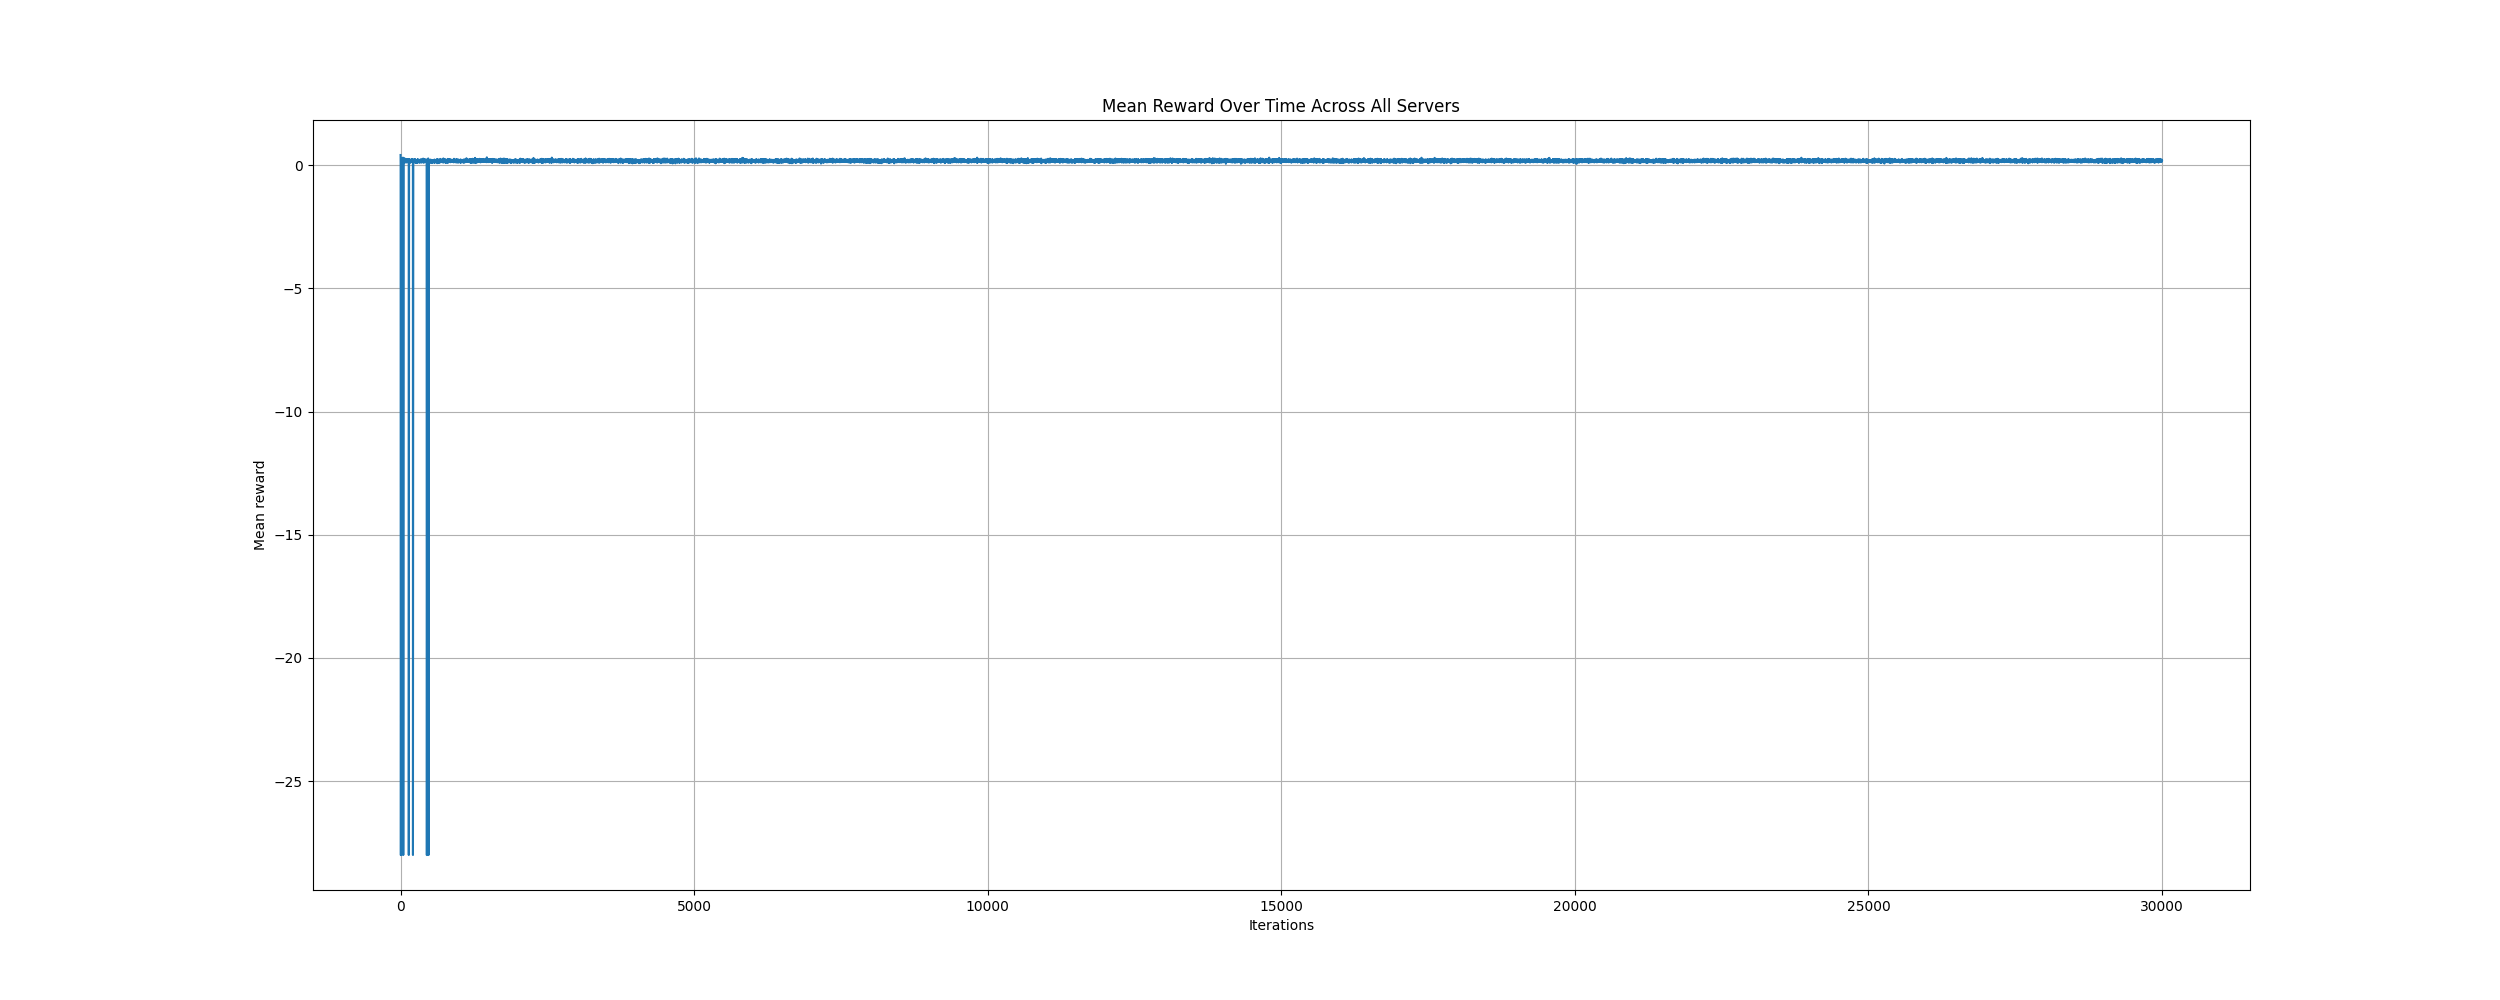 Mean Reward Over Time Across All Servers
0
−5
−10
−15
−20
−25
Mean reward
0 5000 10000 15000 20000 25000 30000
Iterations